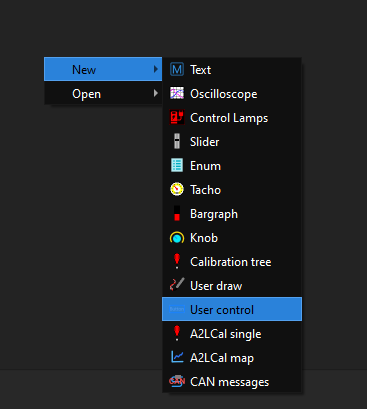 New
Open
Text
Oscilloscope
Control Lamps
Slider
Enum
Tacho
Bargraph
Knob
Calibration tree
User draw
User control
A2LCal single
A2LCal map
CAN messages